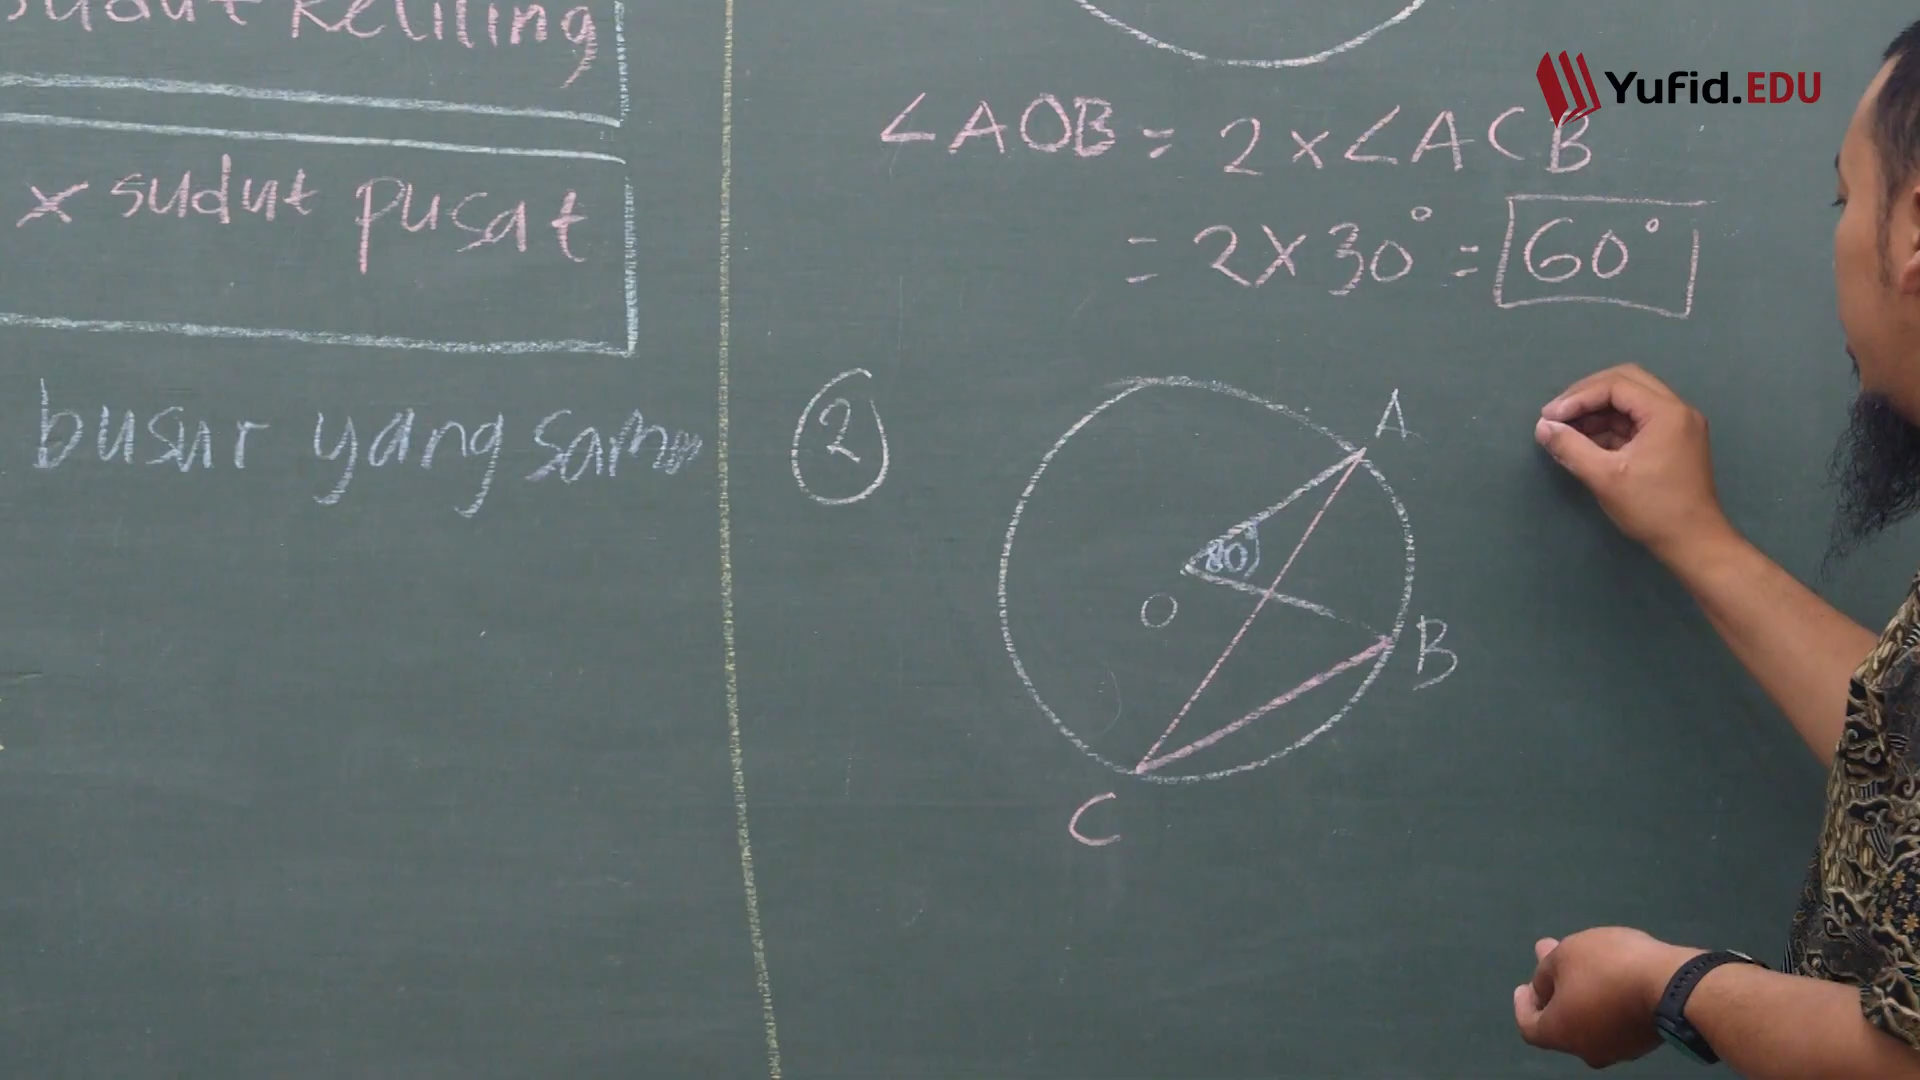 sudut keliling
x sudut pusat
busur yang sama
Yufid.EDU
∠AOB = 2 x ∠ACB
= 2 X 30° = 60°
2
A
80°
O
B
C